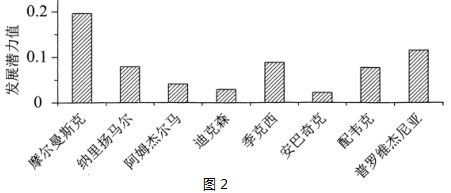 发展潜力值
0.2
0.1
0
摩尔曼斯克
纳里扬马尔
阿姆杰尔马
迪克森
季克西
安巴奇克
配韦克
普罗维杰尼亚
图2